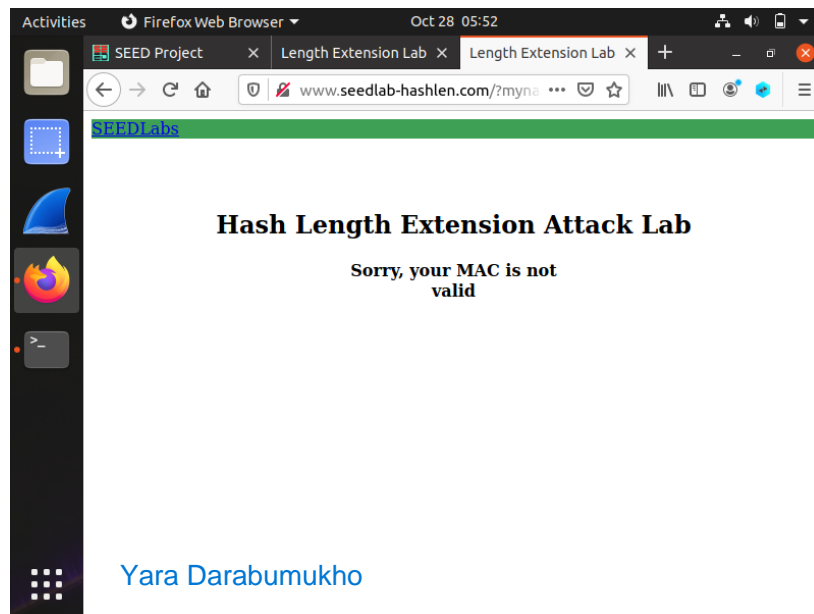 Activities Firefox Web Browser Oct 28 05:52
SEED Project Length Extension Lab Length Extension Lab
www.seedlab-hashlen.com/?myna
SEEDLabs
Hash Length Extension Attack Lab
Sorry, your MAC is not
valid
Yara Darabumukho